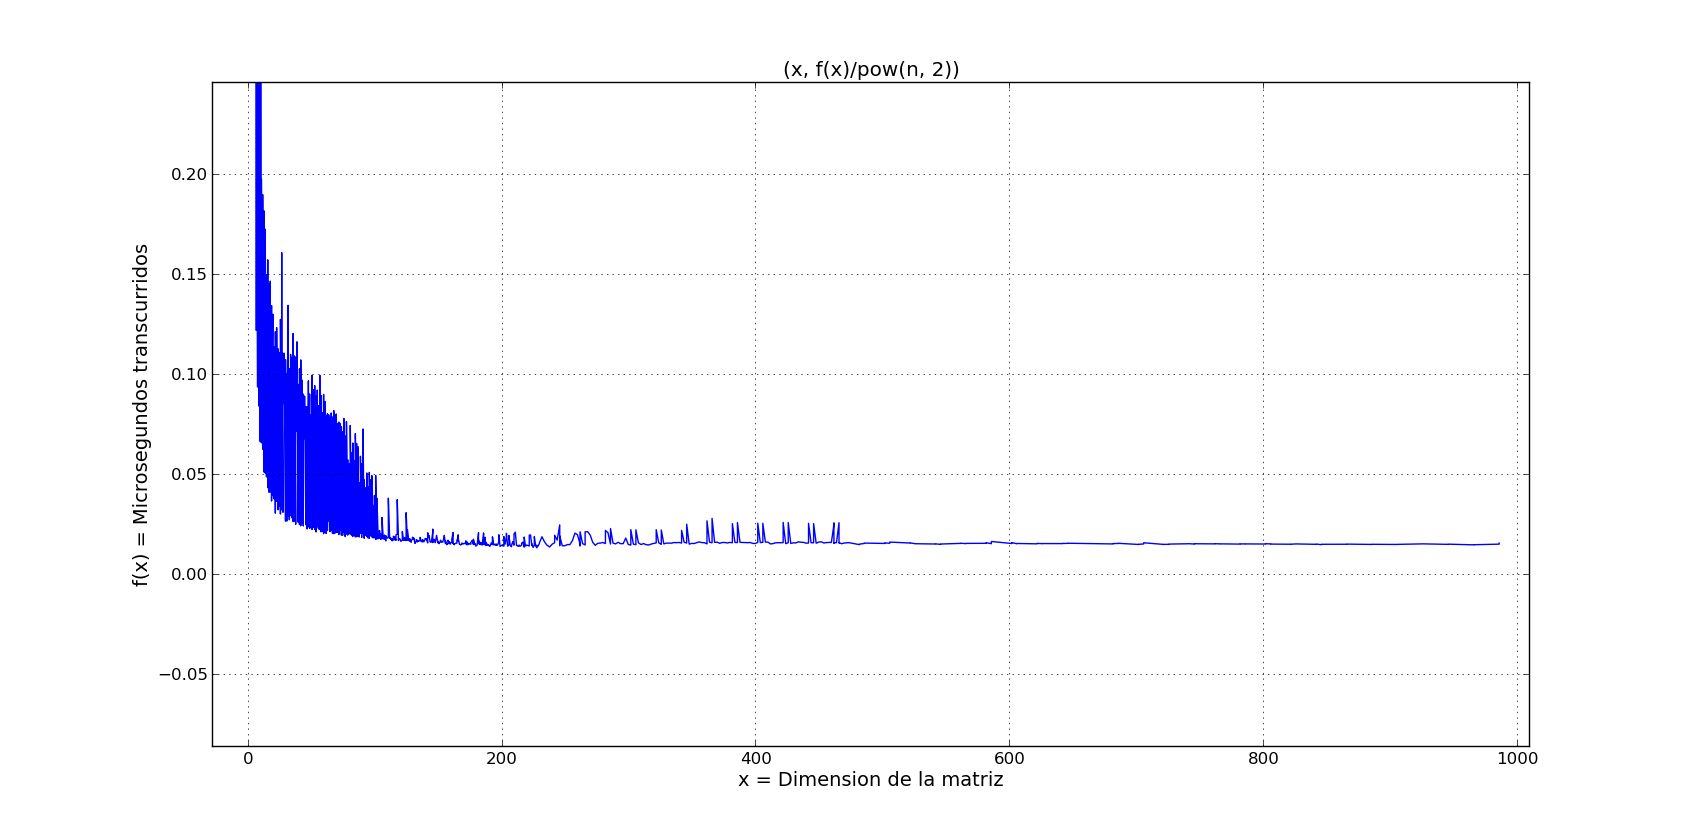 (x, f(x)/pow(n, 2))
f(x) = Microsegundos transcurridos
0.20
0.15
0.10
0.05
0.00
−0.05
0 200 400 600 800 1000
x = Dimension de la matriz